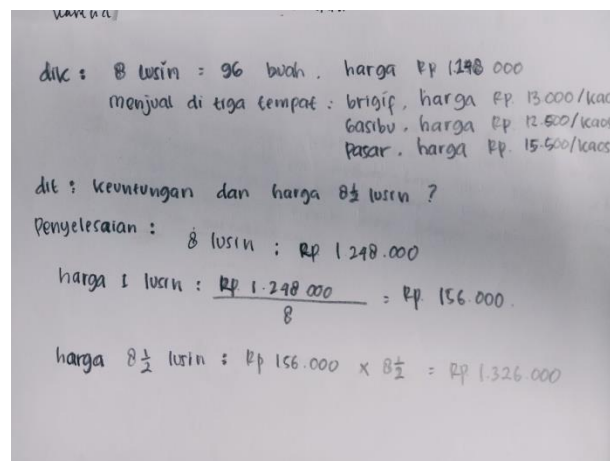 karena
dik : 8 lusin = 96 buah. harga Rp 1.248 000
menjual di tiga tempat : brigif, harga Rp. 13.000/kaos
Gasibu, harga Rp 12.500/kaos
Pasar. harga Rp. 15.500/kaos
dit : keuntungan dan harga 8½ lusin ?
Penyelesaian :
8 lusin : Rp 1 248.000
harga 1 lusin : Rp. 1.248 000 / 8 = Rp. 156.000.
harga 8½ lusin : Rp 156.000 x 8½ = Rp 1.326.000